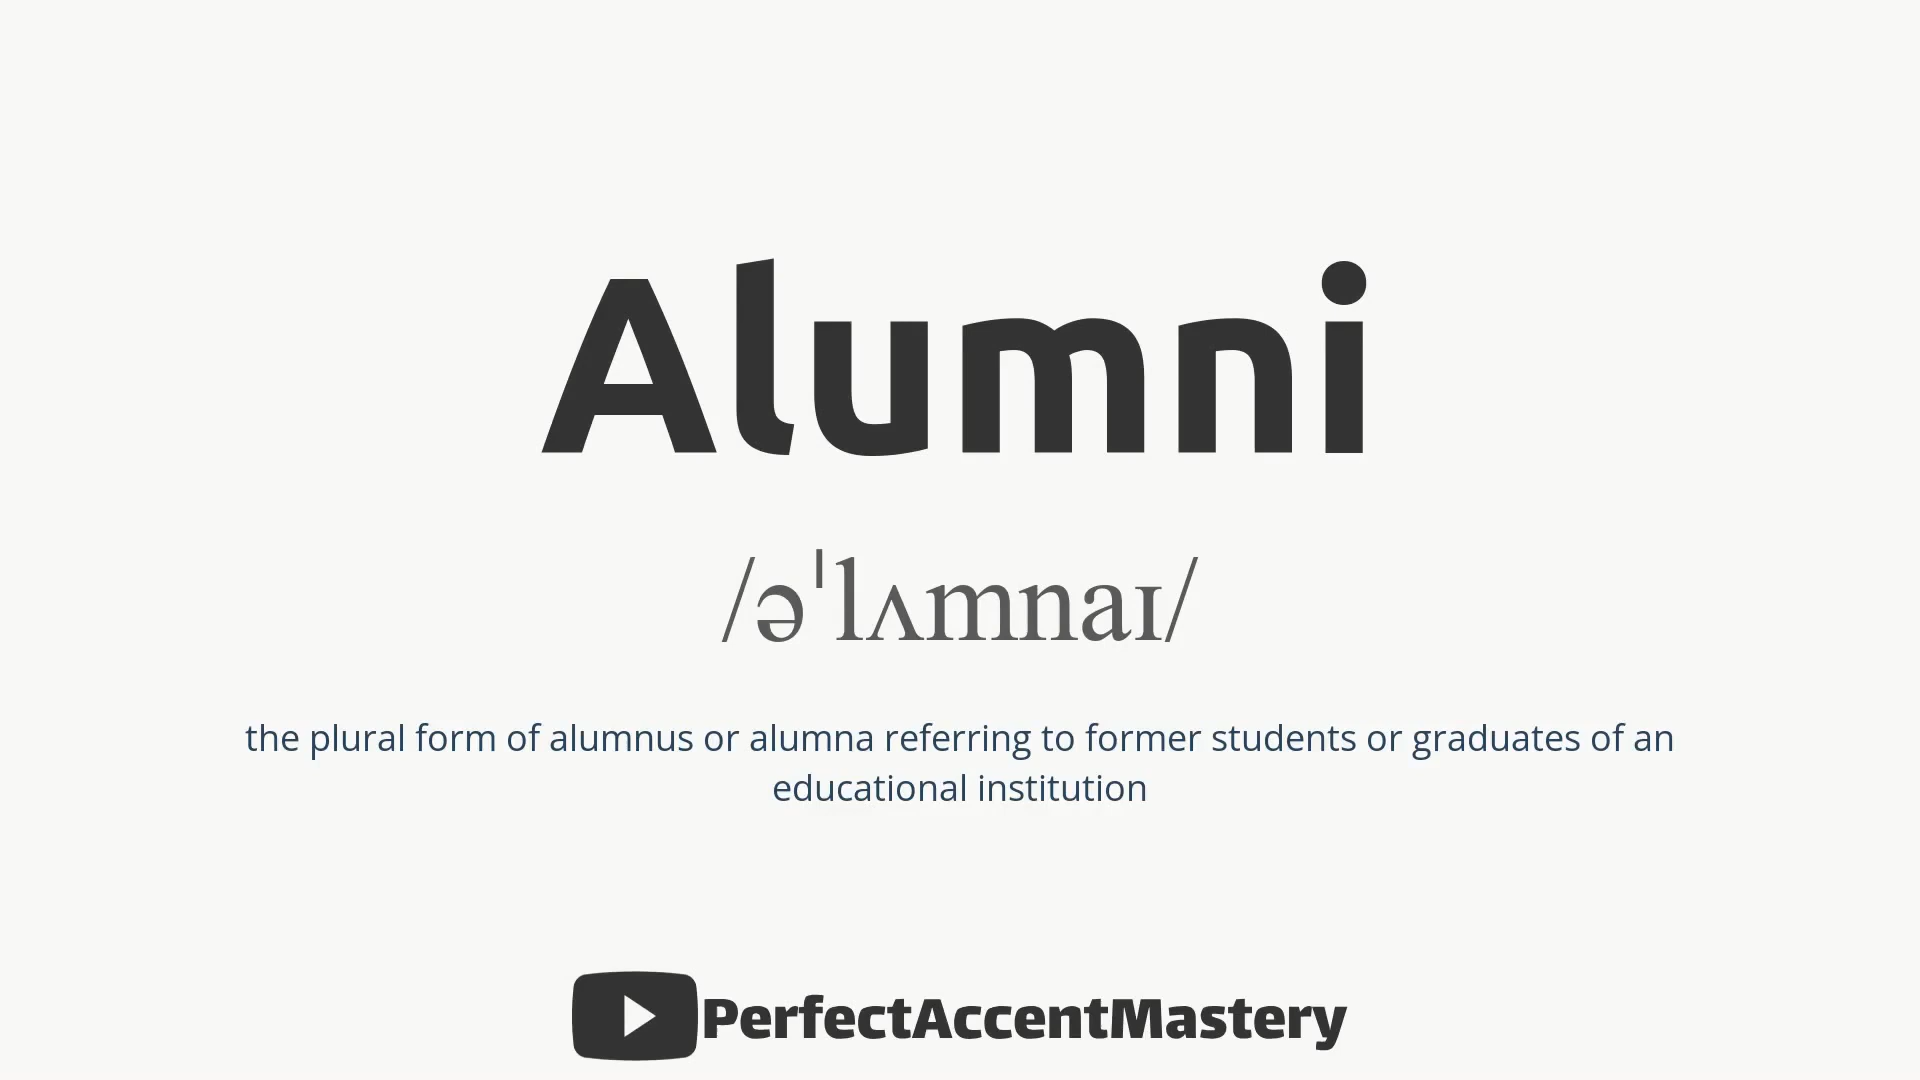 Alumni
/əˈlʌmnaɪ/
the plural form of alumnus or alumna referring to former students or graduates of an
educational institution
PerfectAccentMastery